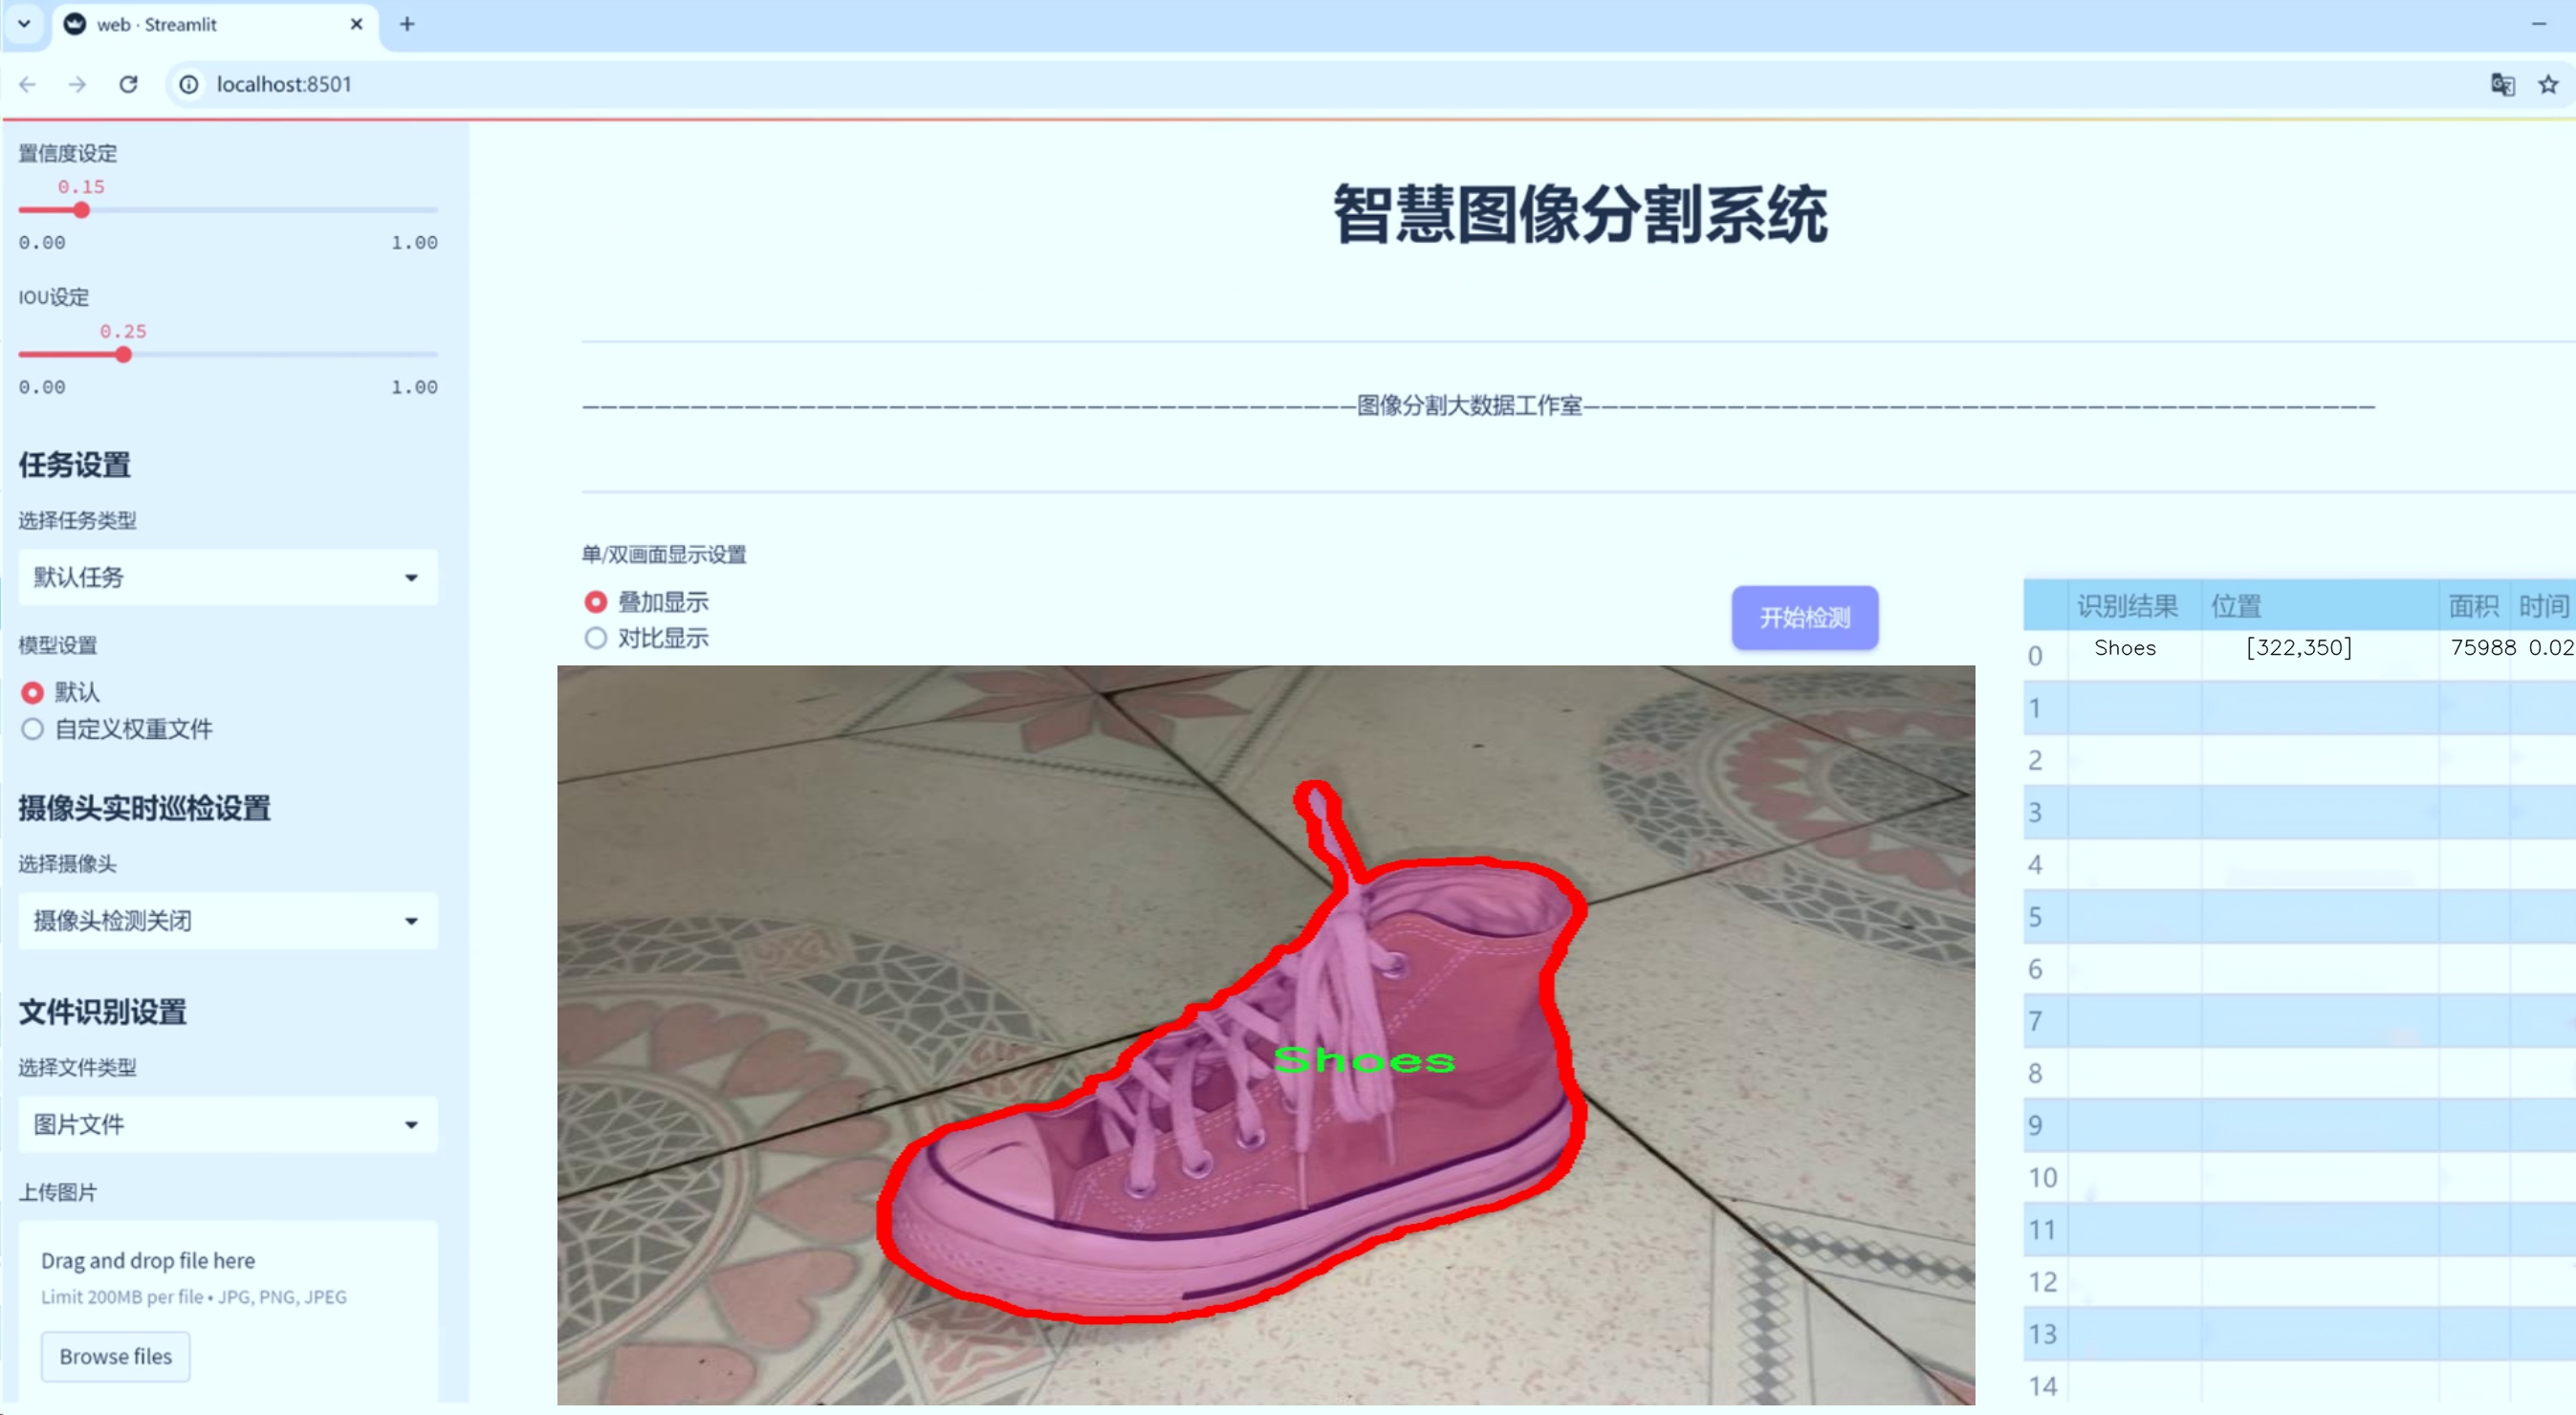 web · Streamlit
localhost:8501
置信度设定
0.15
0.00 1.00
IOU设定
0.25
0.00 1.00
任务设置
选择任务类型
默认任务
模型设置
默认
自定义权重文件
摄像头实时巡检设置
选择摄像头
摄像头检测关闭
文件识别设置
选择文件类型
图片文件
上传图片
Drag and drop file here
Limit 200MB per file • JPG, PNG, JPEG
Browse files
智慧图像分割系统
———————————————————————————————————————————图像分割大数据工作室————————————————————————————————————————————
单/双画面显示设置
叠加显示
对比显示
开始检测
Shoes
识别结果 位置 面积 时间
0 Shoes [322,350] 75988 0.02
1
2
3
4
5
6
7
8
9
10
11
12
13
14